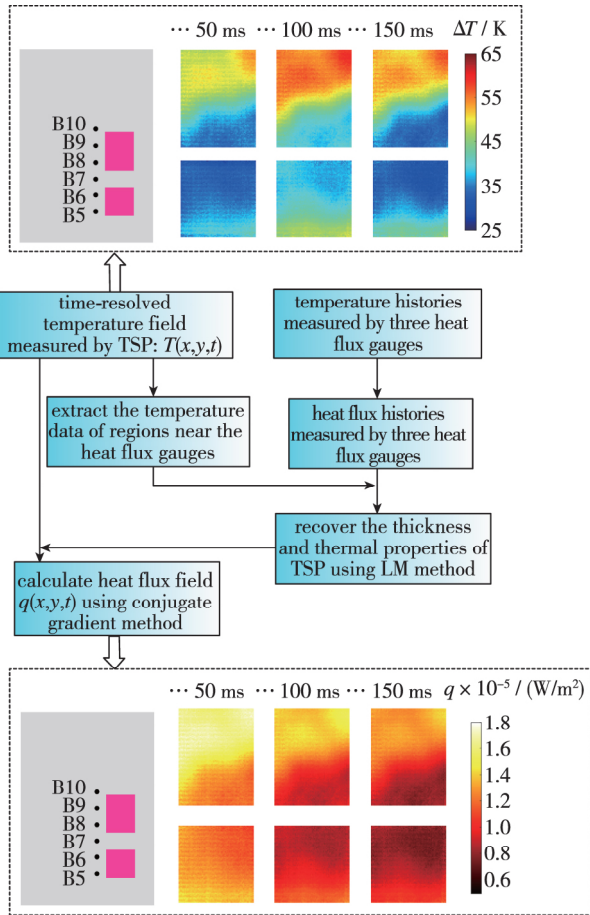 ··· 50 ms ··· 100 ms ··· 150 ms ΔT / K
65
55
45
35
25
B10
B9
B8
B7
B6
B5
time-resolved
temperature field
measured by TSP: T(x,y,t)
temperature histories
measured by three heat
flux gauges
extract the temperature
data of regions near the
heat flux gauges
heat flux histories
measured by three heat
flux gauges
recover the thickness
and thermal properties of
TSP using LM method
calculate heat flux field
q(x,y,t) using conjugate
gradient method
··· 50 ms ··· 100 ms ··· 150 ms q × 10⁻⁵ / (W/m²)
1.8
1.6
1.4
1.2
1.0
0.8
0.6
B10
B9
B8
B7
B6
B5